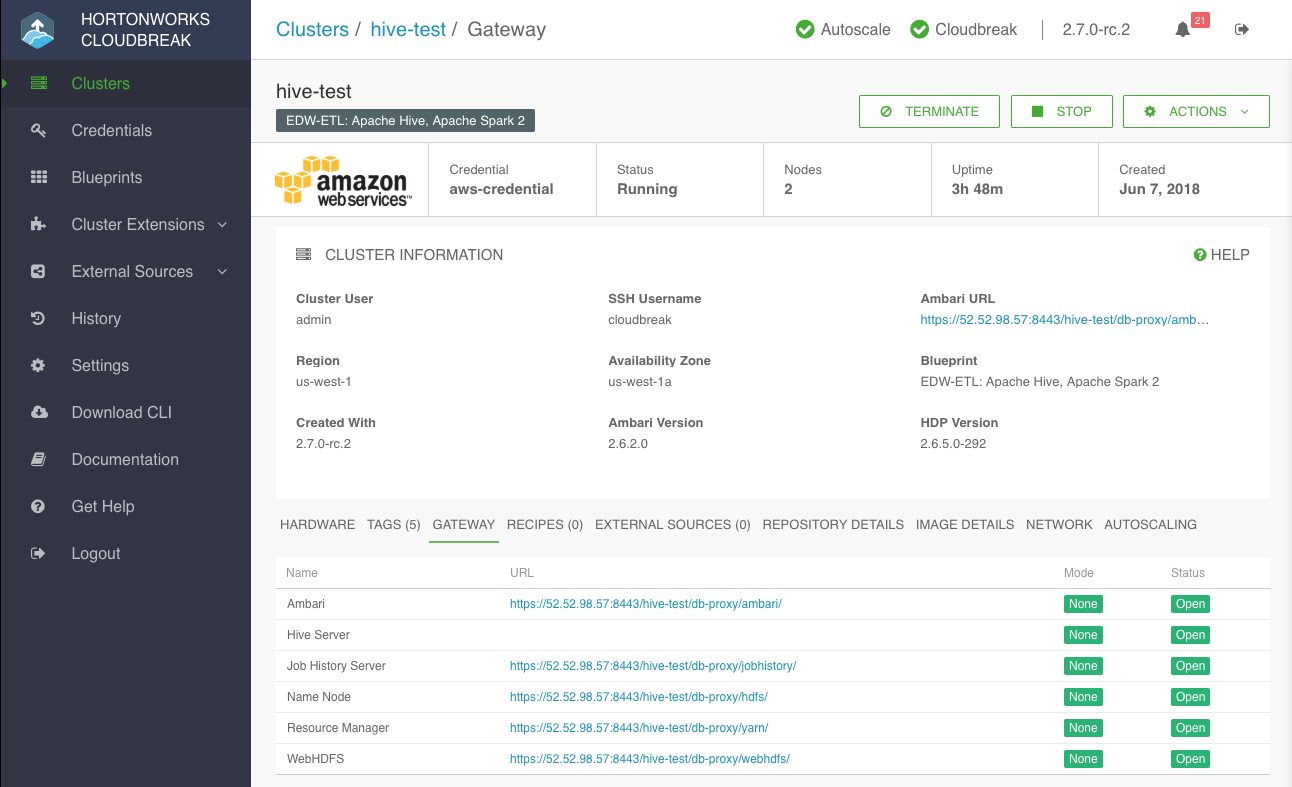 HORTONWORKS
CLOUDBREAK
Clusters / hive-test / Gateway
Autoscale Cloudbreak 2.7.0-rc.2 21
Clusters
Credentials
Blueprints
Cluster Extensions
External Sources
History
Settings
Download CLI
Documentation
Get Help
Logout
hive-test
EDW-ETL: Apache Hive, Apache Spark 2
TERMINATE STOP ACTIONS
amazon
webservices™
Credential
aws-credential
Status
Running
Nodes
2
Uptime
3h 48m
Created
Jun 7, 2018
CLUSTER INFORMATION
HELP
Cluster User
admin
SSH Username
cloudbreak
Ambari URL
https://52.52.98.57:8443/hive-test/db-proxy/amb…
Region
us-west-1
Availability Zone
us-west-1a
Blueprint
EDW-ETL: Apache Hive, Apache Spark 2
Created With
2.7.0-rc.2
Ambari Version
2.6.2.0
HDP Version
2.6.5.0-292
HARDWARE TAGS (5) GATEWAY RECIPES (0) EXTERNAL SOURCES (0) REPOSITORY DETAILS IMAGE DETAILS NETWORK AUTOSCALING
Name URL Mode Status
Ambari https://52.52.98.57:8443/hive-test/db-proxy/ambari/ None Open
Hive Server None Open
Job History Server https://52.52.98.57:8443/hive-test/db-proxy/jobhistory/ None Open
Name Node https://52.52.98.57:8443/hive-test/db-proxy/hdfs/ None Open
Resource Manager https://52.52.98.57:8443/hive-test/db-proxy/yarn/ None Open
WebHDFS https://52.52.98.57:8443/hive-test/db-proxy/webhdfs/ None Open